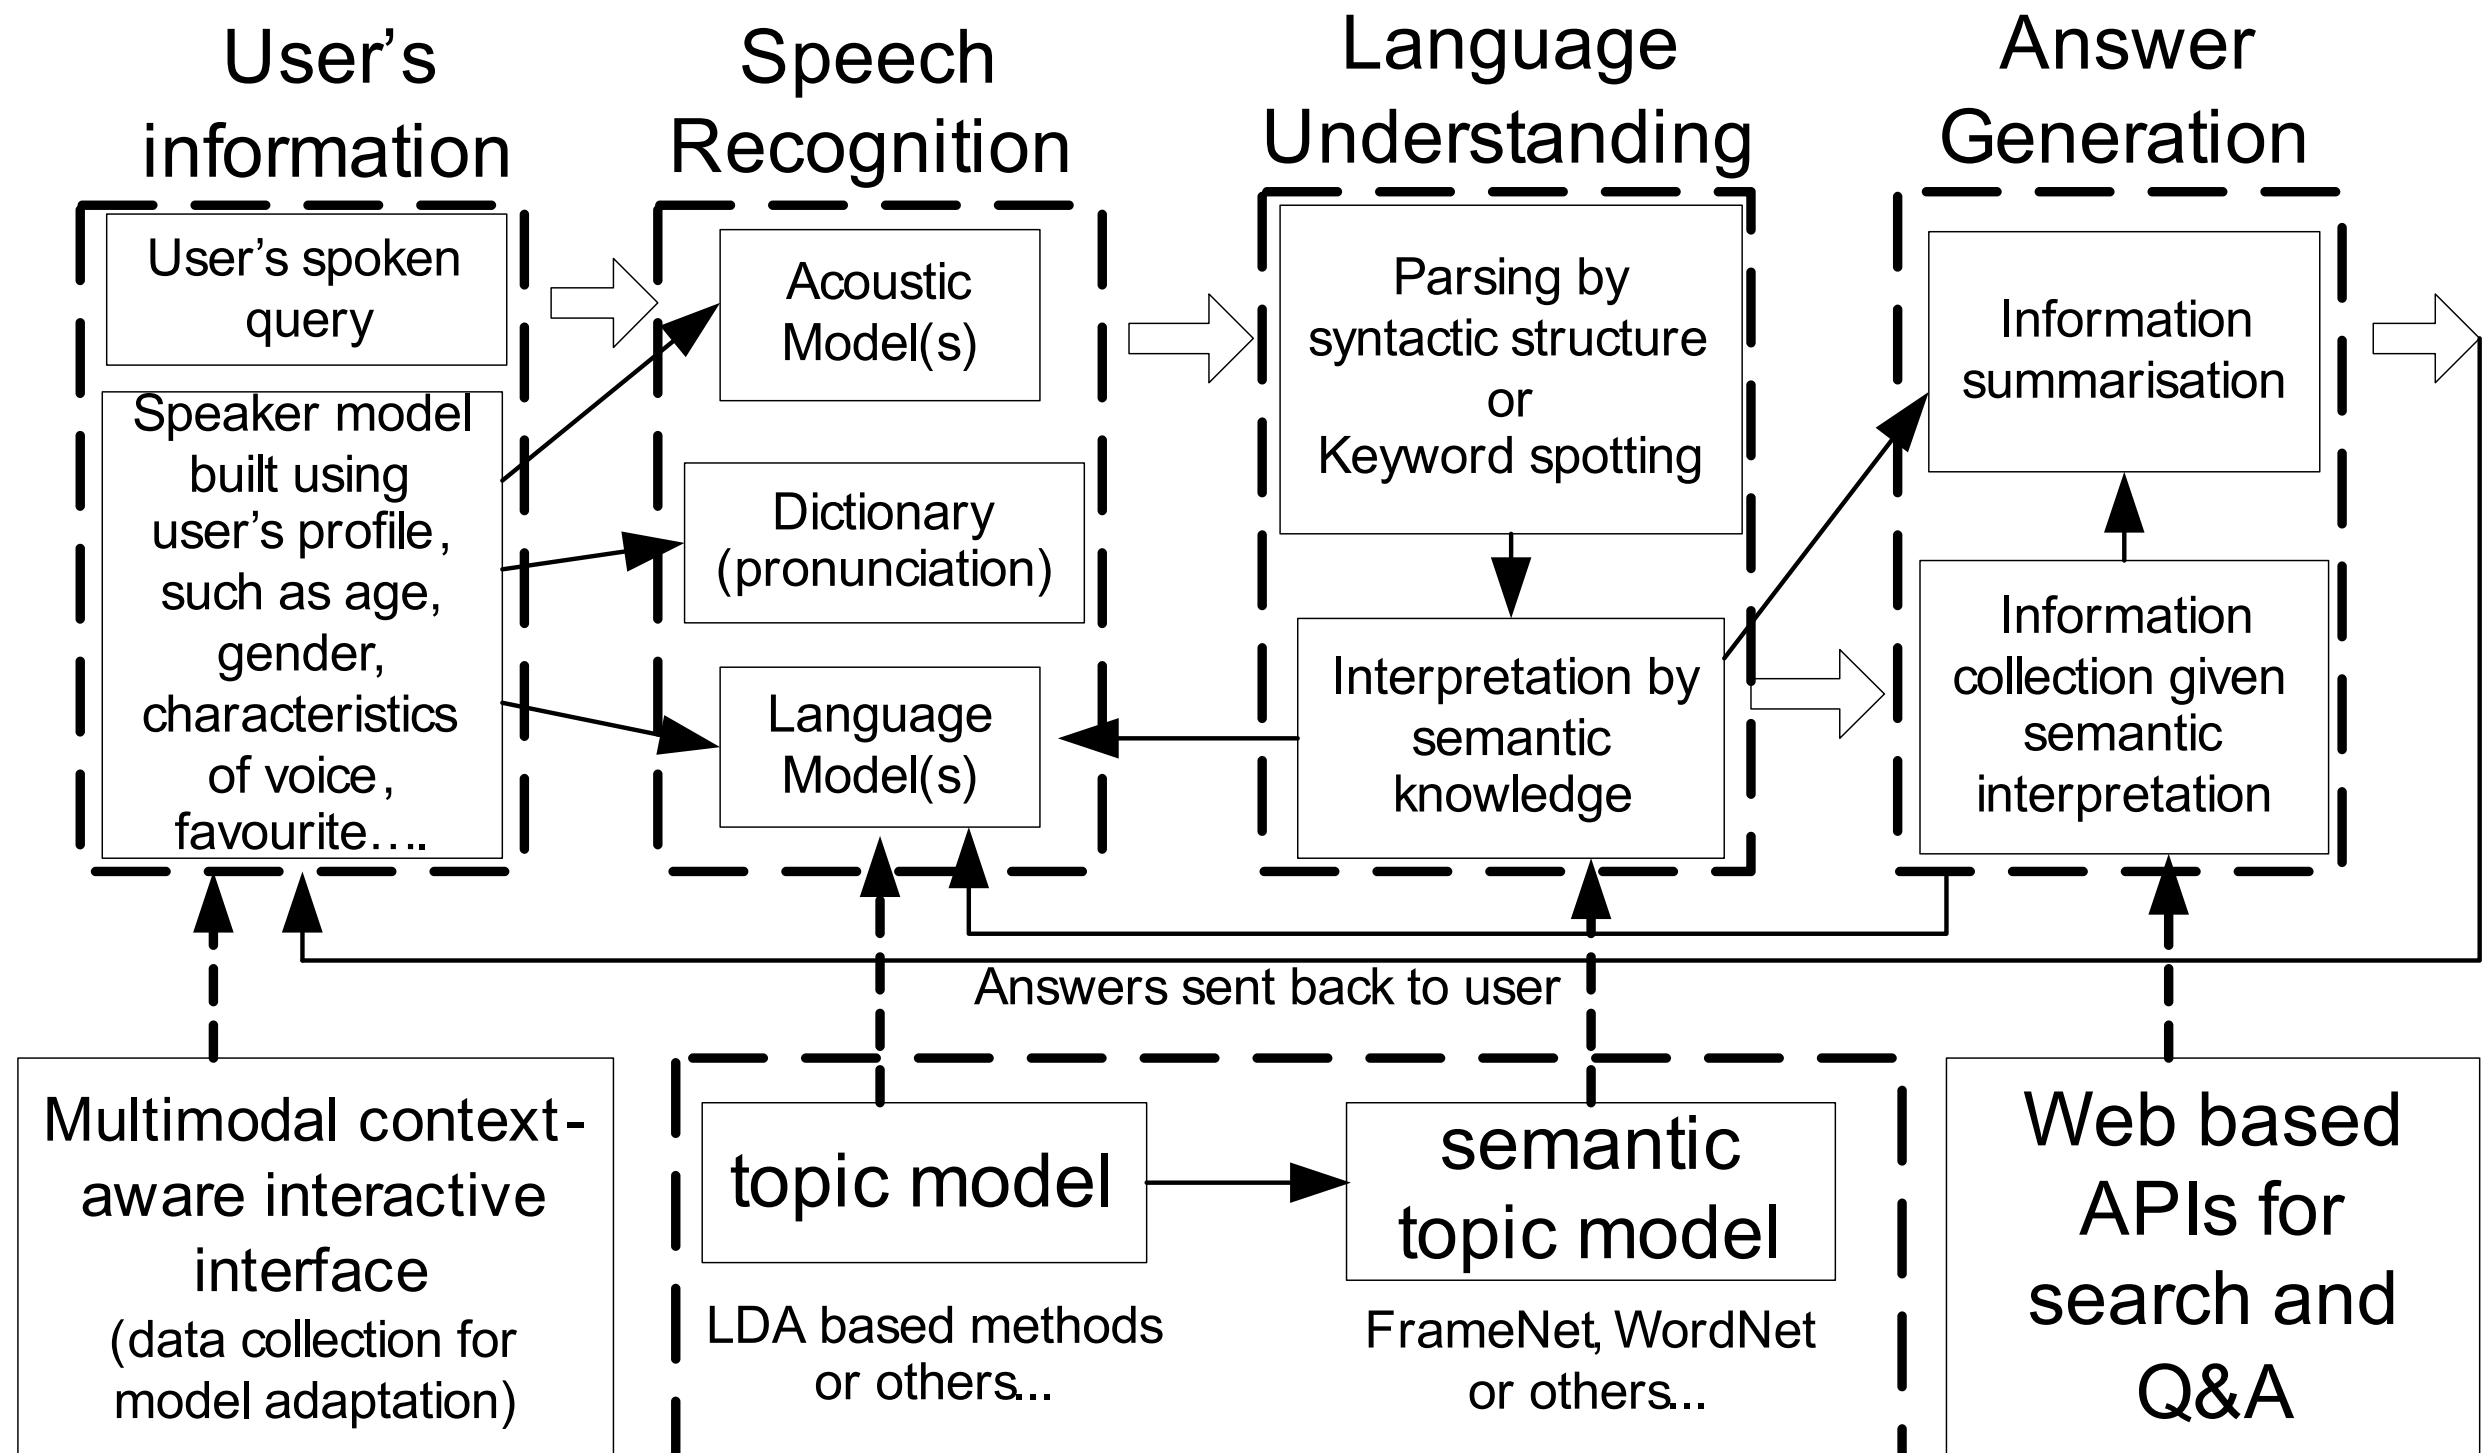 User's
information
Speech
Recognition
Language
Understanding
Answer
Generation
User's spoken
query
Speaker model
built using
user's profile,
such as age,
gender,
characteristics
of voice,
favourite....
Acoustic
Model(s)
Dictionary
(pronunciation)
Language
Model(s)
Parsing by
syntactic structure
or
Keyword spotting
Interpretation by
semantic
knowledge
Information
summarisation
Information
collection given
semantic
interpretation
Answers sent back to user
Multimodal context-
aware interactive
interface
(data collection for
model adaptation)
topic model
LDA based methods
or others...
semantic
topic model
FrameNet, WordNet
or others...
Web based
APIs for
search and
Q&A